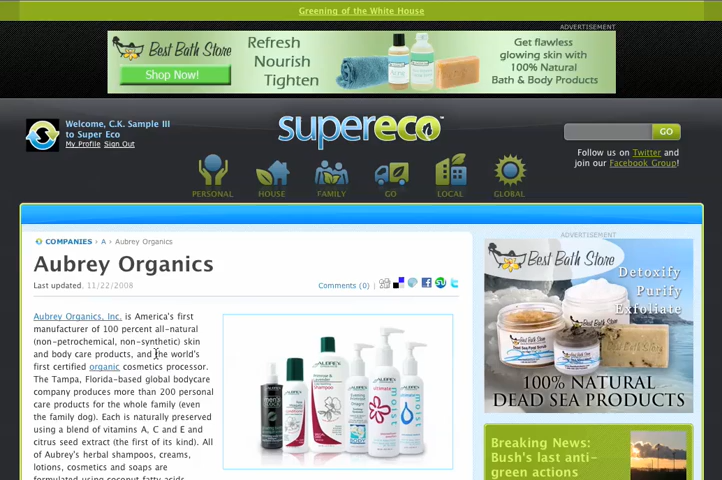 Greening of the White House
ADVERTISEMENT
BEST BATH STORE
Shop Now!
Refresh
Nourish
Tighten
Get flawless
glowing skin with
100% Natural
Bath & Body Products
Welcome, C.K. Sample III
to Super Eco
My Profile Sign Out
supereco
GO
Follow us on Twitter and
join our Facebook Group!
PERSONAL
HOUSE
FAMILY
GO
LOCAL
GLOBAL
COMPANIES › A › Aubrey Organics
Aubrey Organics
Last updated. 11/22/2008
Comments (0) |
Aubrey Organics, Inc. is America's first
manufacturer of 100 percent all-natural
(non-petrochemical, non-synthetic) skin
and body care products, and the world's
first certified organic cosmetics processor.
The Tampa, Florida-based global bodycare
company produces more than 200 personal
care products for the whole family (even
the family dog). Each is naturally preserved
using a blend of vitamins A, C and E and
citrus seed extract (the first of its kind). All
of Aubrey's herbal shampoos, creams,
lotions, cosmetics and soaps are
formulated using coconut fatty acids
ADVERTISEMENT
BEST BATH STORE
Detoxify
Purify
Exfoliate
100% NATURAL
DEAD SEA PRODUCTS
Breaking News:
Bush's last anti-
green actions